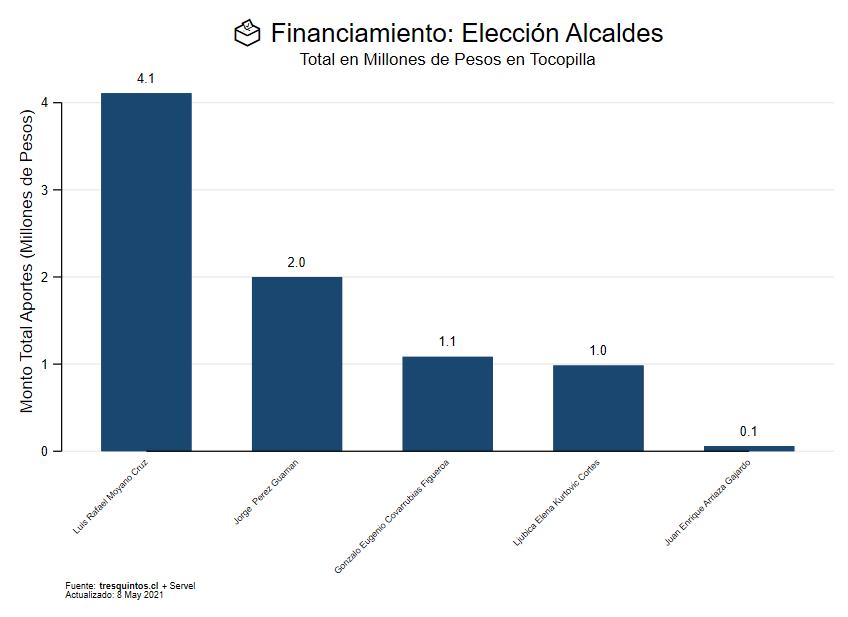 Financiamiento: Elección Alcaldes
Total en Millones de Pesos en Tocopilla
Monto Total Aportes (Millones de Pesos)
4
3
2
1
0
4.1
2.0
1.1
1.0
0.1
Luis Rafael Moyano Cruz
Jorge  Perez Guaman
Gonzalo Eugenio Covarrubias Figueroa
Ljubica Elena Kurtovic Cortes
Juan Enrique Arriaza Gajardo
Fuente: tresquintos.cl + Servel
Actualizado: 8 May 2021